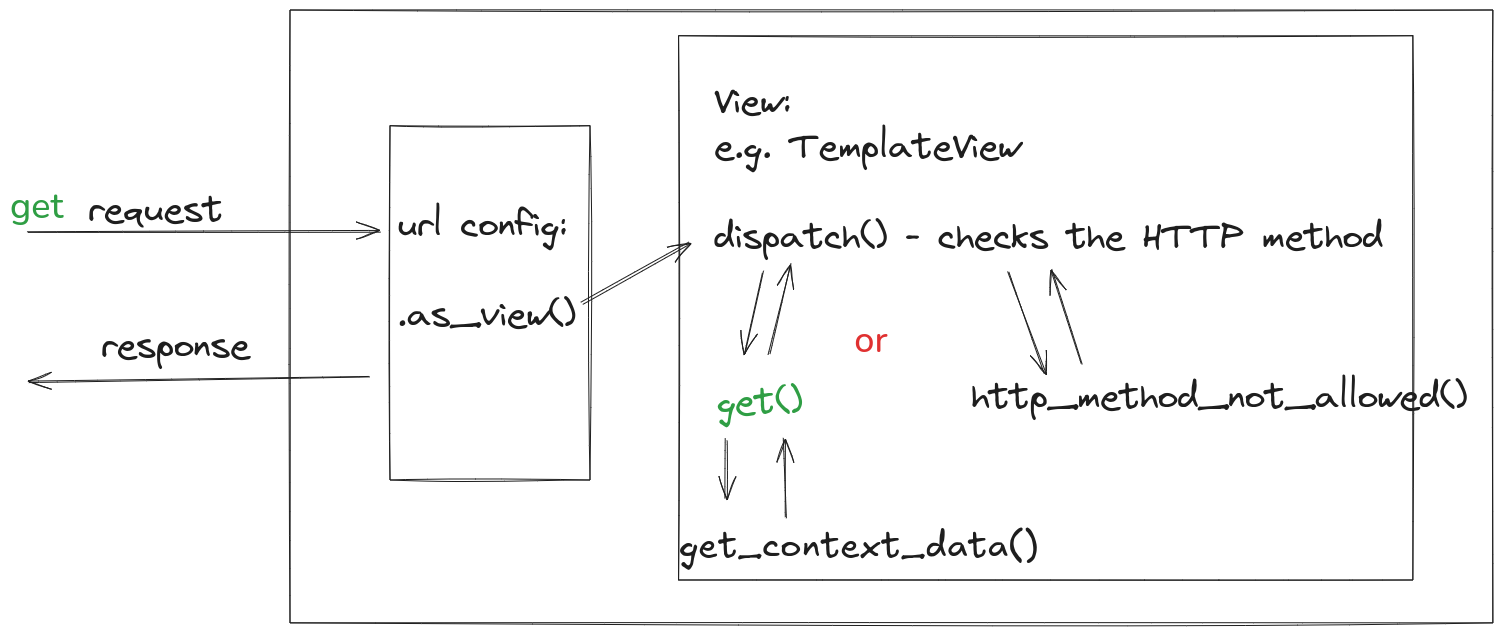 get request
response
url config:
.as_view()
View:
e.g. TemplateView
dispatch() - checks the HTTP method
or
get()
http_method_not_allowed()
get_context_data()